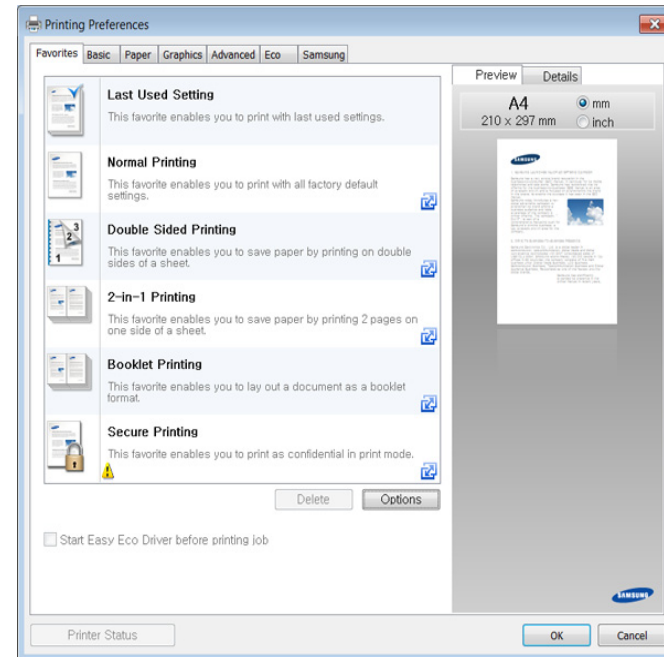 Printing Preferences
Favorites Basic Paper Graphics Advanced Eco Samsung
Last Used Setting
This favorite enables you to print with last used settings.
Normal Printing
This favorite enables you to print with all factory default
settings.
Double Sided Printing
This favorite enables you to save paper by printing on double
sides of a sheet.
2-in-1 Printing
This favorite enables you to save paper by printing 2 pages on
one side of a sheet.
Booklet Printing
This favorite enables you to lay out a document as a booklet
format.
Secure Printing
This favorite enables you to print as confidential in print mode.
Delete Options
Start Easy Eco Driver before printing job
Preview Details
A4
210 x 297 mm
mm
inch
SAMSUNG
SAMSUNG
Printer Status
OK Cancel